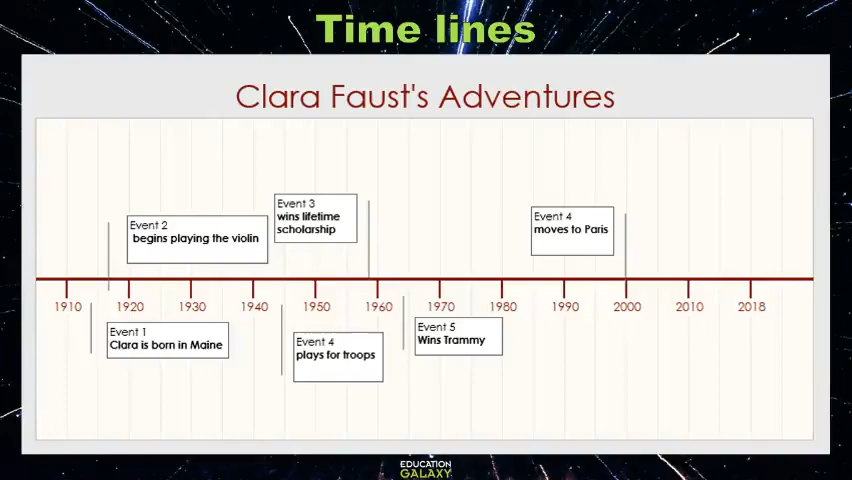 Time lines
Clara Faust's Adventures
Event 3
wins lifetime
scholarship
Event 2
begins playing the violin
Event 4
moves to Paris
1910 1920 1930 1940 1950 1960 1970 1980 1990 2000 2010 2018
Event 1
Clara is born in Maine
Event 4
plays for troops
Event 5
Wins Trammy
EDUCATION
GALAXY